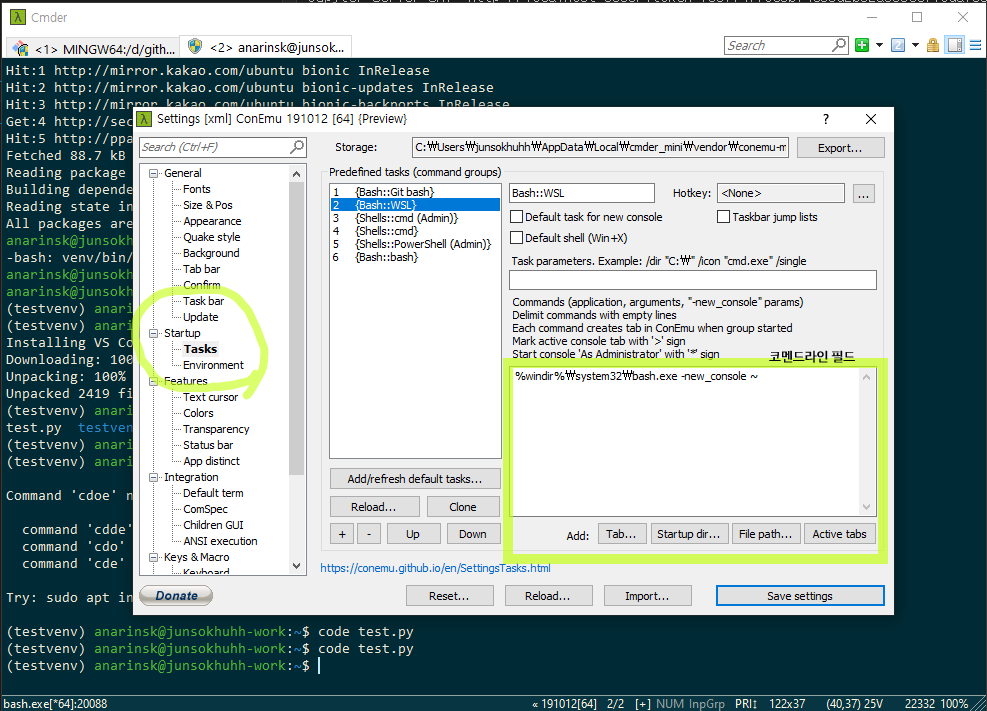 Cmder
<1> MINGW64:/d/gith...
<2> anarinsk@junsok...
Search
Hit:1 http://mirror.kakao.com/ubuntu bionic InRelease
Hit:2 http://mirror.kakao.com/ubuntu bionic-updates InRelease
Hit:3 http://mirror.kakao.com/ubuntu bionic-backports InRelease
Get:4 http://sec
Hit:5 http://ppa
Fetched 88.7 kB
Reading package
Building depende
Reading state in
All packages are
anarinsk@junsokh
-bash: venv/bin/
anarinsk@junsokh
anarinsk@junsokh
(testvenv) anari
(testvenv) anari
Installing VS Co
Downloading: 100
Unpacking: 100%
Unpacked 2419 fi
(testvenv) anari
test.py testven
(testvenv) anari
(testvenv) anari
Command 'cdoe' n
command 'cdde'
command 'cdo'
command 'cde'
Try: sudo apt in
(testvenv) anarinsk@junsokhuhh-work:~$ code test.py
(testvenv) anarinsk@junsokhuhh-work:~$ code test.py
(testvenv) anarinsk@junsokhuhh-work:~$
Settings [xml] ConEmu 191012 [64] {Preview}
?
Search (Ctrl+F)
Storage:
C:₩Users₩junsokhuhh₩AppData₩Local₩cmder_mini₩vendor₩conemu-m
Export...
General
Fonts
Size & Pos
Appearance
Quake style
Background
Tab bar
Confirm
Task bar
Update
Startup
Tasks
Environment
Features
Text cursor
Colors
Transparency
Status bar
App distinct
Integration
Default term
ComSpec
Children GUI
ANSI execution
Keys & Macro
Keyboard
Predefined tasks (command groups)
1 {Bash::Git bash}
2 {Bash::WSL}
3 {Shells::cmd (Admin)}
4 {Shells::cmd}
5 {Shells::PowerShell (Admin)}
6 {Bash::bash}
Add/refresh default tasks...
Reload...
Clone
+
-
Up
Down
Bash::WSL
Hotkey:
<None>
...
Default task for new console
Taskbar jump lists
Default shell (Win+X)
Task parameters. Example: /dir "C:₩" /icon "cmd.exe" /single
Commands (application, arguments, "-new_console" params)
Delimit commands with empty lines
Each command creates tab in ConEmu when group started
Mark active console tab with '>' sign
Start console 'As Administrator' with '*' sign
코멘드라인 필드
%windir%₩system32₩bash.exe -new_console ~
Add:
Tab...
Startup dir...
File path...
Active tabs
https://conemu.github.io/en/SettingsTasks.html
Donate
Reset...
Reload...
Import...
Save settings
bash.exe[*64]:20088
« 191012[64] 2/2 [+] NUM InpGrp PRI↕ 122x37 (40,37) 25V 22332 100%